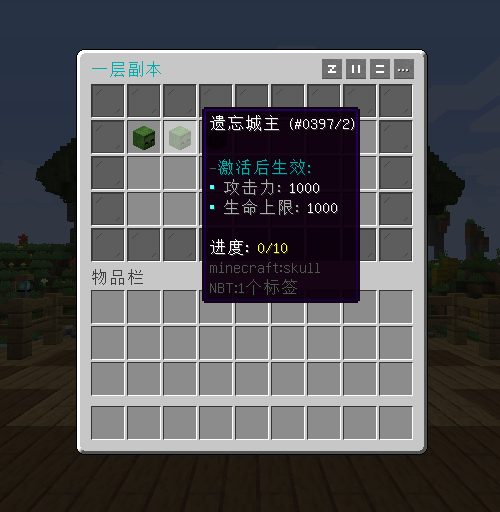 一层副本
遗忘城主 (#0397/2)
-激活后生效:
▪ 攻击力: 1000
▪ 生命上限: 1000
进度: 0/10
minecraft:skull
NBT:1个标签
物品栏